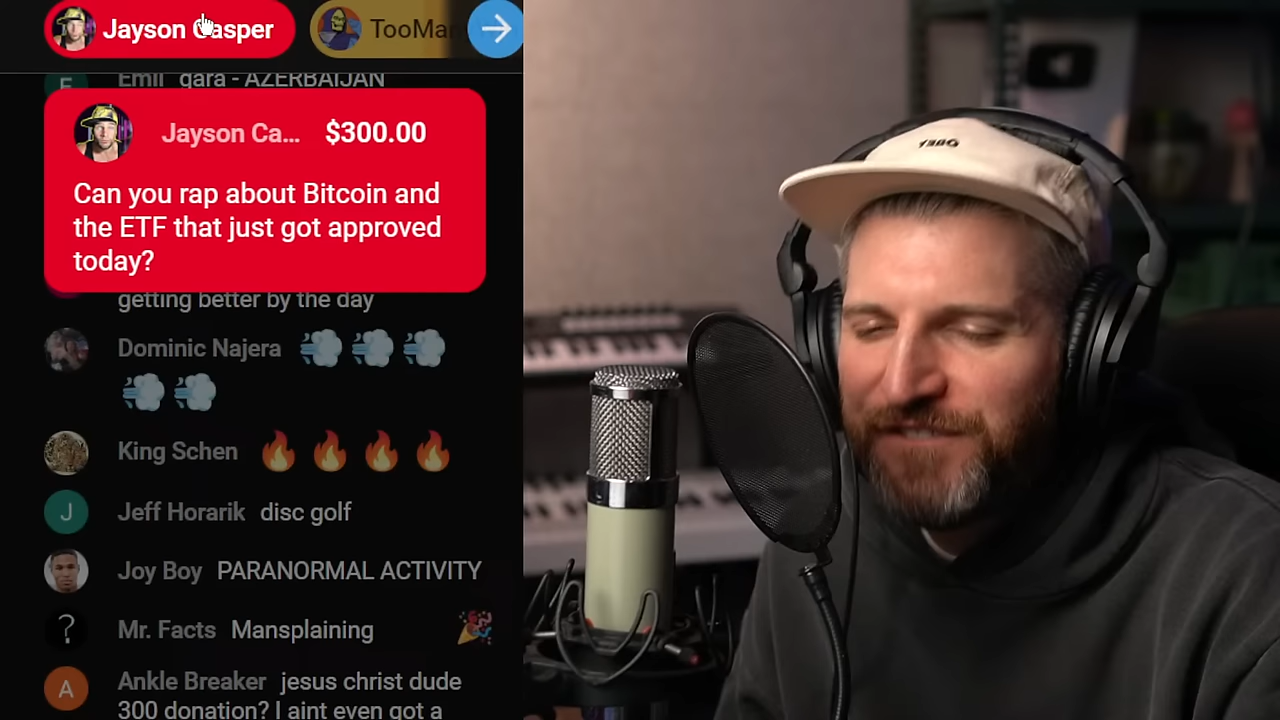 Jayson Casper
TooMar
Emil gara - AZERBAIJAN
Jayson Ca... $300.00
Can you rap about Bitcoin and
the ETF that just got approved
today?
getting better by the day
Dominic Najera
King Schen
J Jeff Horarik disc golf
Joy Boy PARANORMAL ACTIVITY
? Mr. Facts Mansplaining
A Ankle Breaker jesus christ dude
300 donation? I aint even got a
OBEY